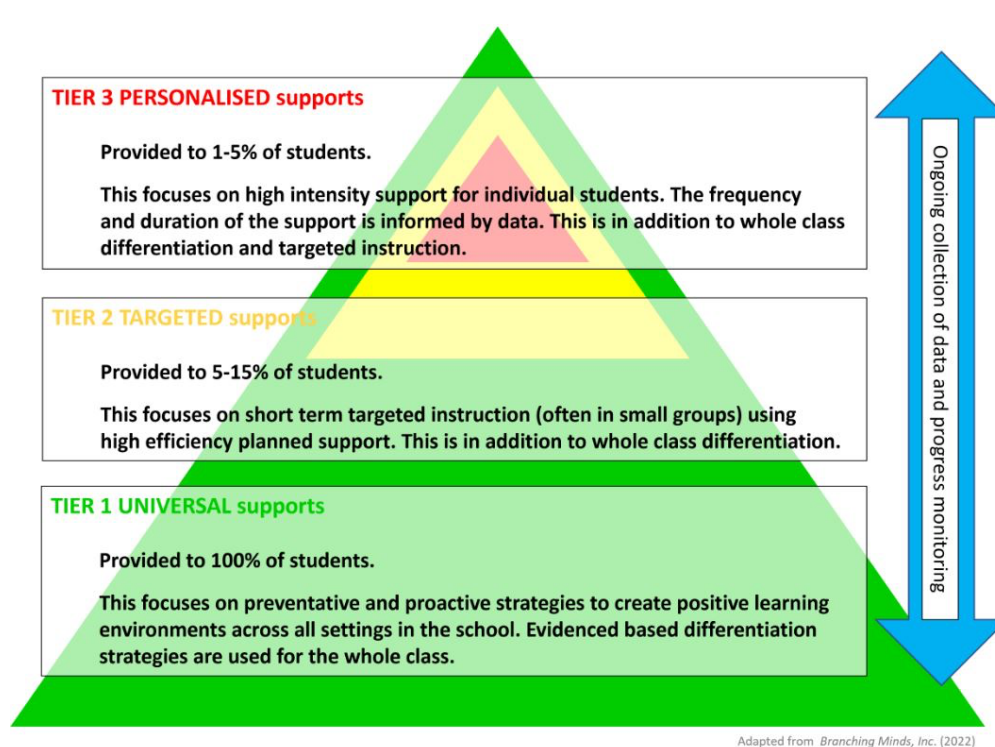 TIER 3 PERSONALISED supports
Provided to 1-5% of students.
This focuses on high intensity support for individual students. The frequency
and duration of the support is informed by data. This is in addition to whole class
differentiation and targeted instruction.
TIER 2 TARGETED supports
Provided to 5-15% of students.
This focuses on short term targeted instruction (often in small groups) using
high efficiency planned support. This is in addition to whole class differentiation.
TIER 1 UNIVERSAL supports
Provided to 100% of students.
This focuses on preventative and proactive strategies to create positive learning
environments across all settings in the school. Evidenced based differentiation
strategies are used for the whole class.
Ongoing collection of data and progress monitoring
Adapted from Branching Minds, Inc. (2022)